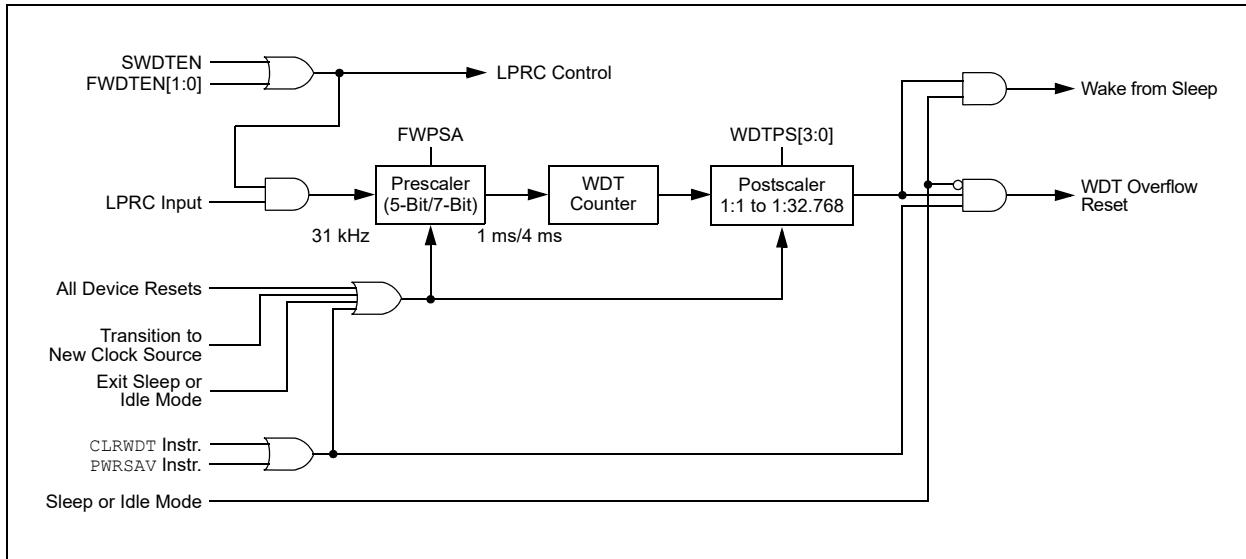 SWDTEN
FWDTEN[1:0]
LPRC Control
Wake from Sleep
FWPSA
WDTPS[3:0]
LPRC Input
Prescaler
(5-Bit/7-Bit)
WDT
Counter
Postscaler
1:1 to 1:32.768
WDT Overflow
Reset
31 kHz
1 ms/4 ms
All Device Resets
Transition to
New Clock Source
Exit Sleep or
Idle Mode
CLRWDT Instr.
PWRSAV Instr.
Sleep or Idle Mode